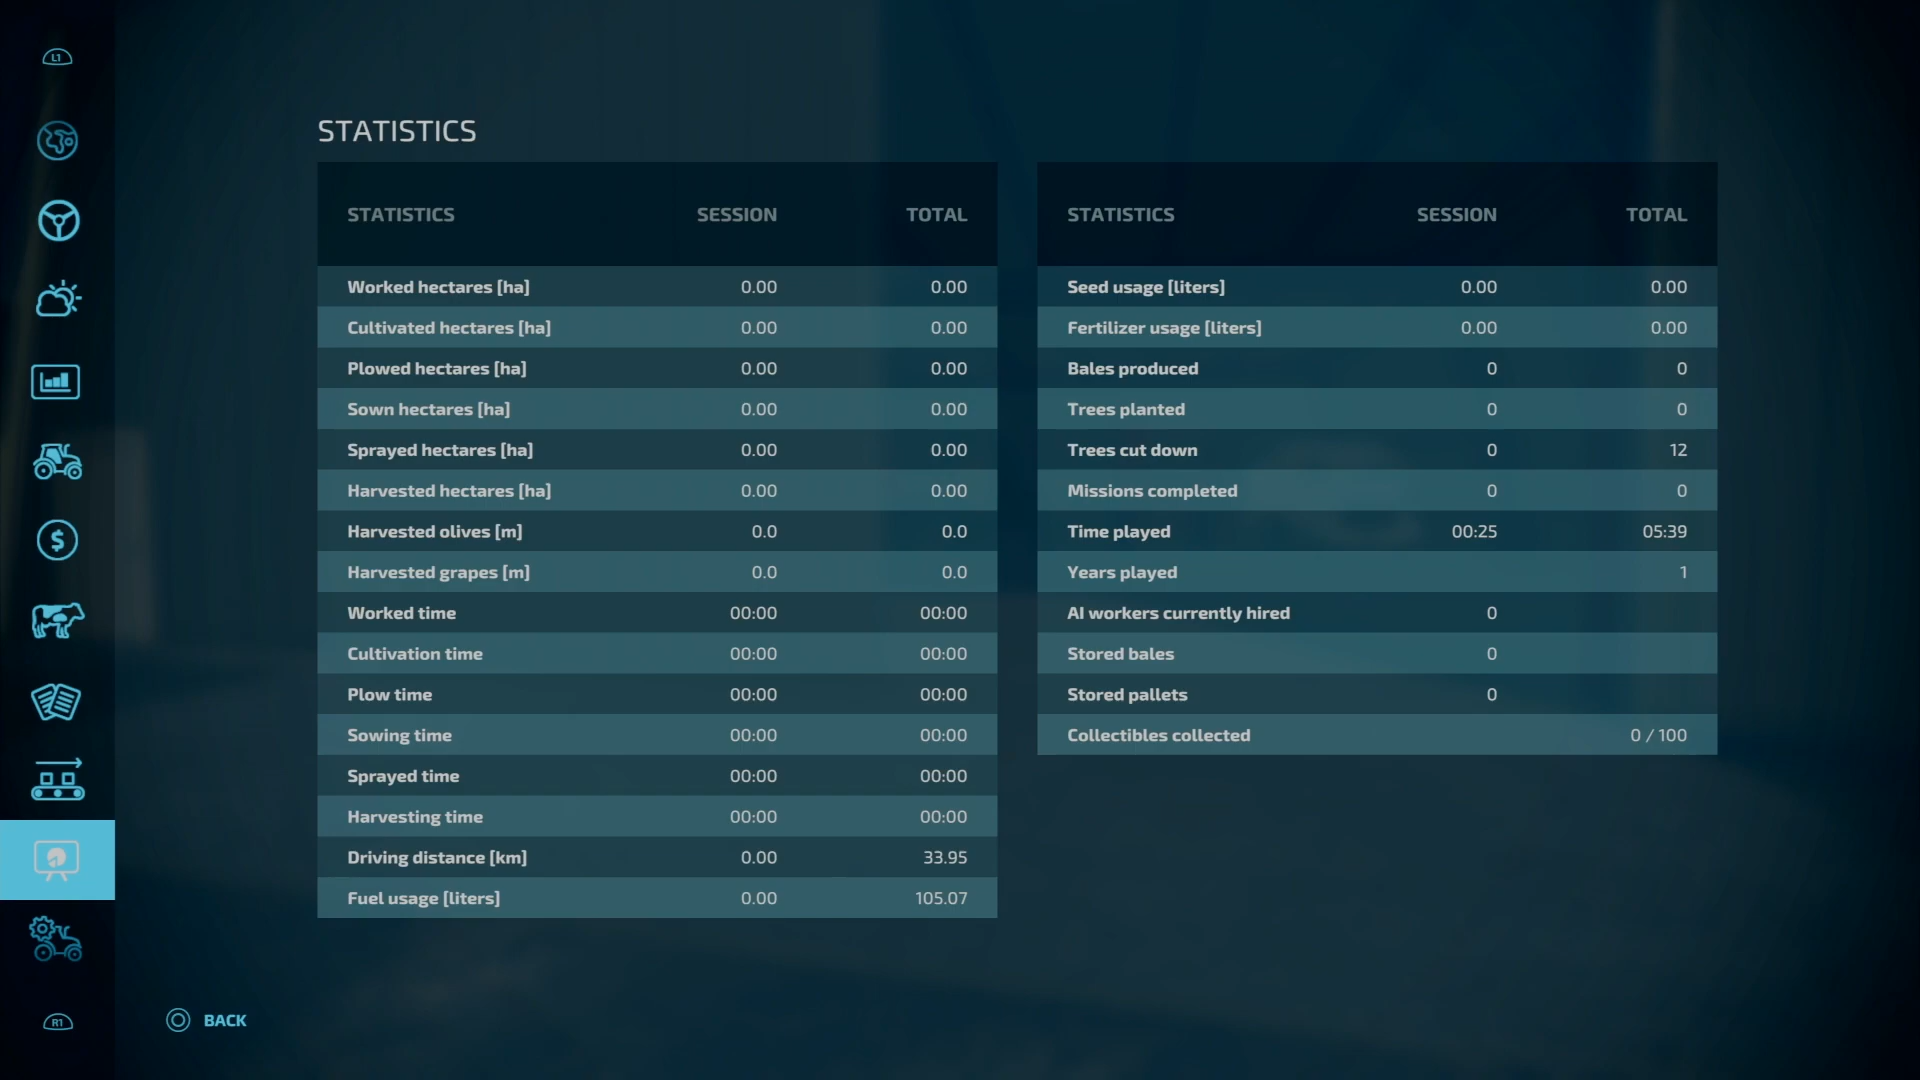 L1
STATISTICS
STATISTICS SESSION TOTAL
Worked hectares [ha] 0.00 0.00
Cultivated hectares [ha] 0.00 0.00
Plowed hectares [ha] 0.00 0.00
Sown hectares [ha] 0.00 0.00
Sprayed hectares [ha] 0.00 0.00
Harvested hectares [ha] 0.00 0.00
Harvested olives [m] 0.0 0.0
Harvested grapes [m] 0.0 0.0
Worked time 00:00 00:00
Cultivation time 00:00 00:00
Plow time 00:00 00:00
Sowing time 00:00 00:00
Sprayed time 00:00 00:00
Harvesting time 00:00 00:00
Driving distance [km] 0.00 33.95
Fuel usage [liters] 0.00 105.07
STATISTICS SESSION TOTAL
Seed usage [liters] 0.00 0.00
Fertilizer usage [liters] 0.00 0.00
Bales produced 0 0
Trees planted 0 0
Trees cut down 0 12
Missions completed 0 0
Time played 00:25 05:39
Years played 1
AI workers currently hired 0
Stored bales 0
Stored pallets 0
Collectibles collected 0 / 100
R1
BACK